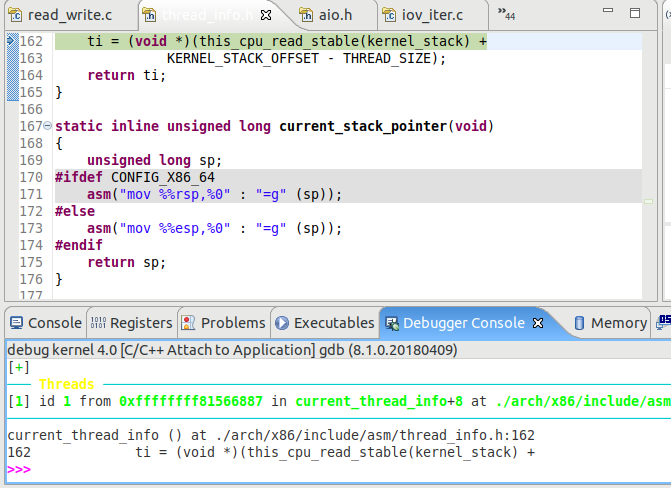 read_write.c thread_info.h aio.h iov_iter.c »44
162 ti = (void *)(this_cpu_read_stable(kernel_stack) +
163 KERNEL_STACK_OFFSET - THREAD_SIZE);
164 return ti;
165 }
166
167 static inline unsigned long current_stack_pointer(void)
168 {
169 unsigned long sp;
170 #ifdef CONFIG_X86_64
171 asm("mov %%rsp,%0" : "=g" (sp));
172 #else
173 asm("mov %%esp,%0" : "=g" (sp));
174 #endif
175 return sp;
176 }
177
Console Registers Problems Executables Debugger Console Memory
debug kernel 4.0 [C/C++ Attach to Application] gdb (8.1.0.20180409)
[+]
Threads
[1] id 1 from 0xffffffff81566887 in current_thread_info+8 at ./arch/x86/include/asm
current_thread_info () at ./arch/x86/include/asm/thread_info.h:162
162 ti = (void *)(this_cpu_read_stable(kernel_stack) +
>>>